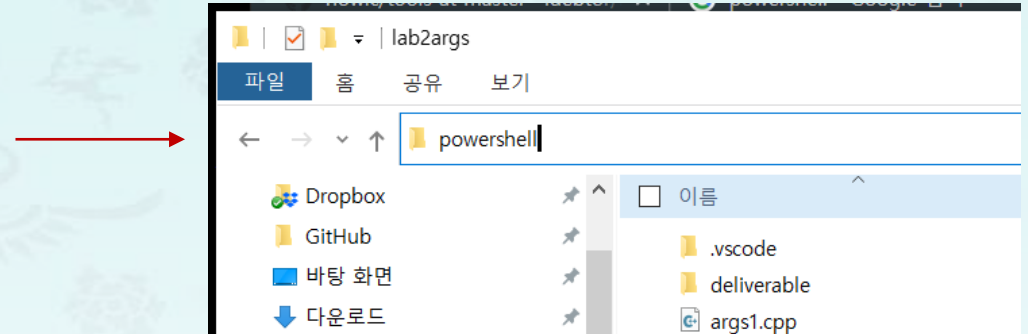 lab2args
파일 홈 공유 보기
powershell
Dropbox
이름
GitHub
.vscode
바탕 화면
deliverable
다운로드
args1.cpp